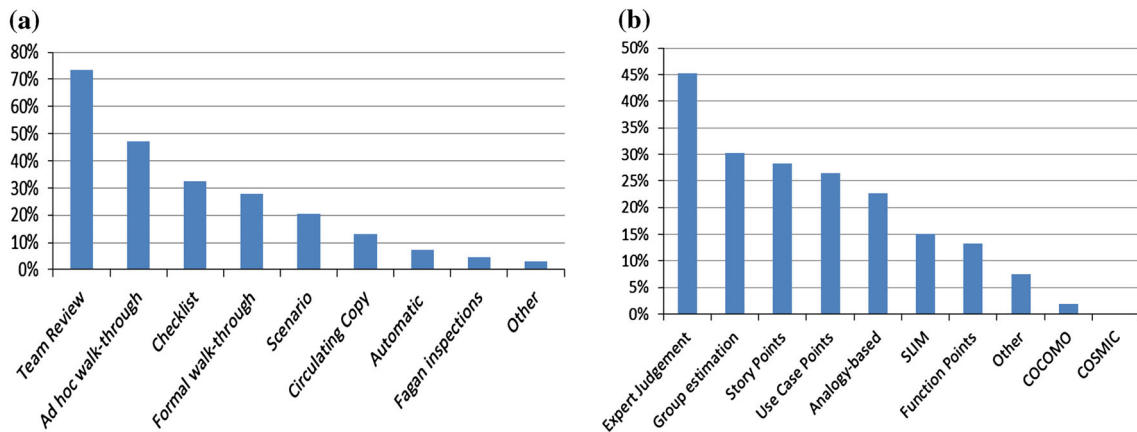 (a)
80%
70%
60%
50%
40%
30%
20%
10%
0%
Team Review
Ad hoc walk-through
Checklist
Formal walk-through
Scenario
Circulating Copy
Automatic
Fagan inspections
Other
(b)
50%
45%
40%
35%
30%
25%
20%
15%
10%
5%
0%
Expert Judgement
Group estimation
Story Points
Use Case Points
Analogy-based
SLIM
Function Points
Other
COCOMO
COSMIC